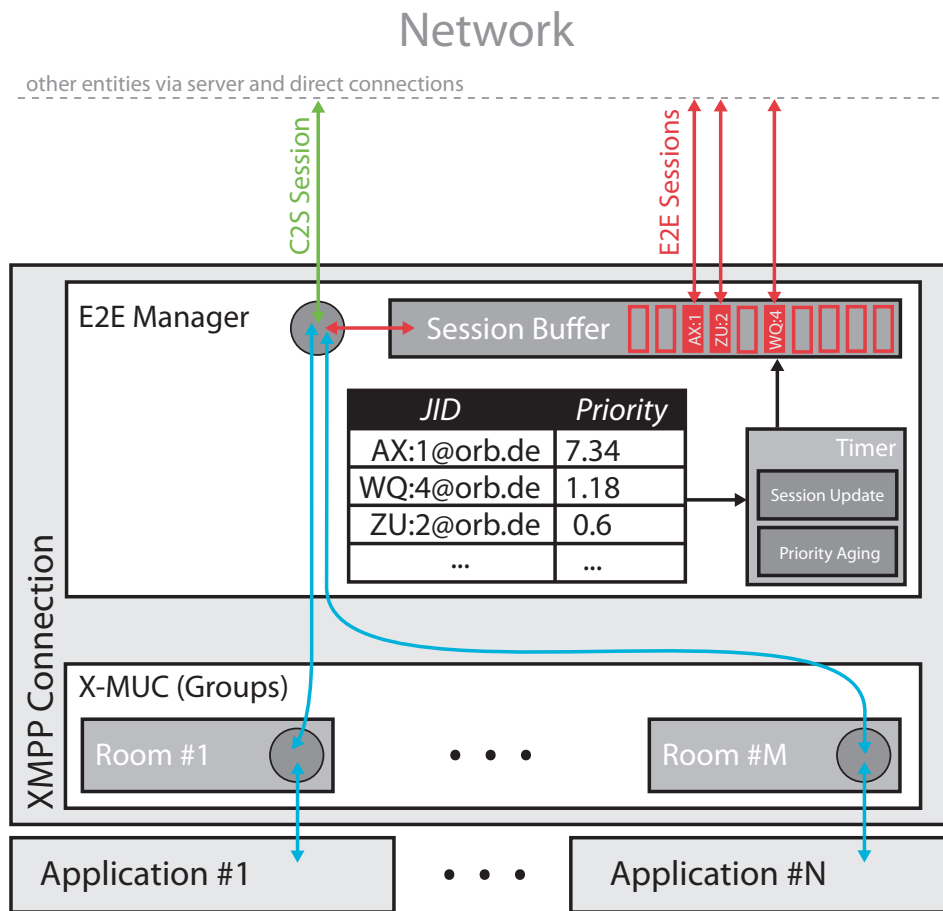 Network
other entities via server and direct connections
C2S Session
E2E Sessions
E2E Manager
Session Buffer
AX:1
ZU:2
WQ:4
JID Priority
AX:1@orb.de 7.34
WQ:4@orb.de 1.18
ZU:2@orb.de 0.6
... ...
Timer
Session Update
Priority Aging
XMPP Connection
X-MUC (Groups)
Room #1 • • • Room #M
Application #1 • • • Application #N